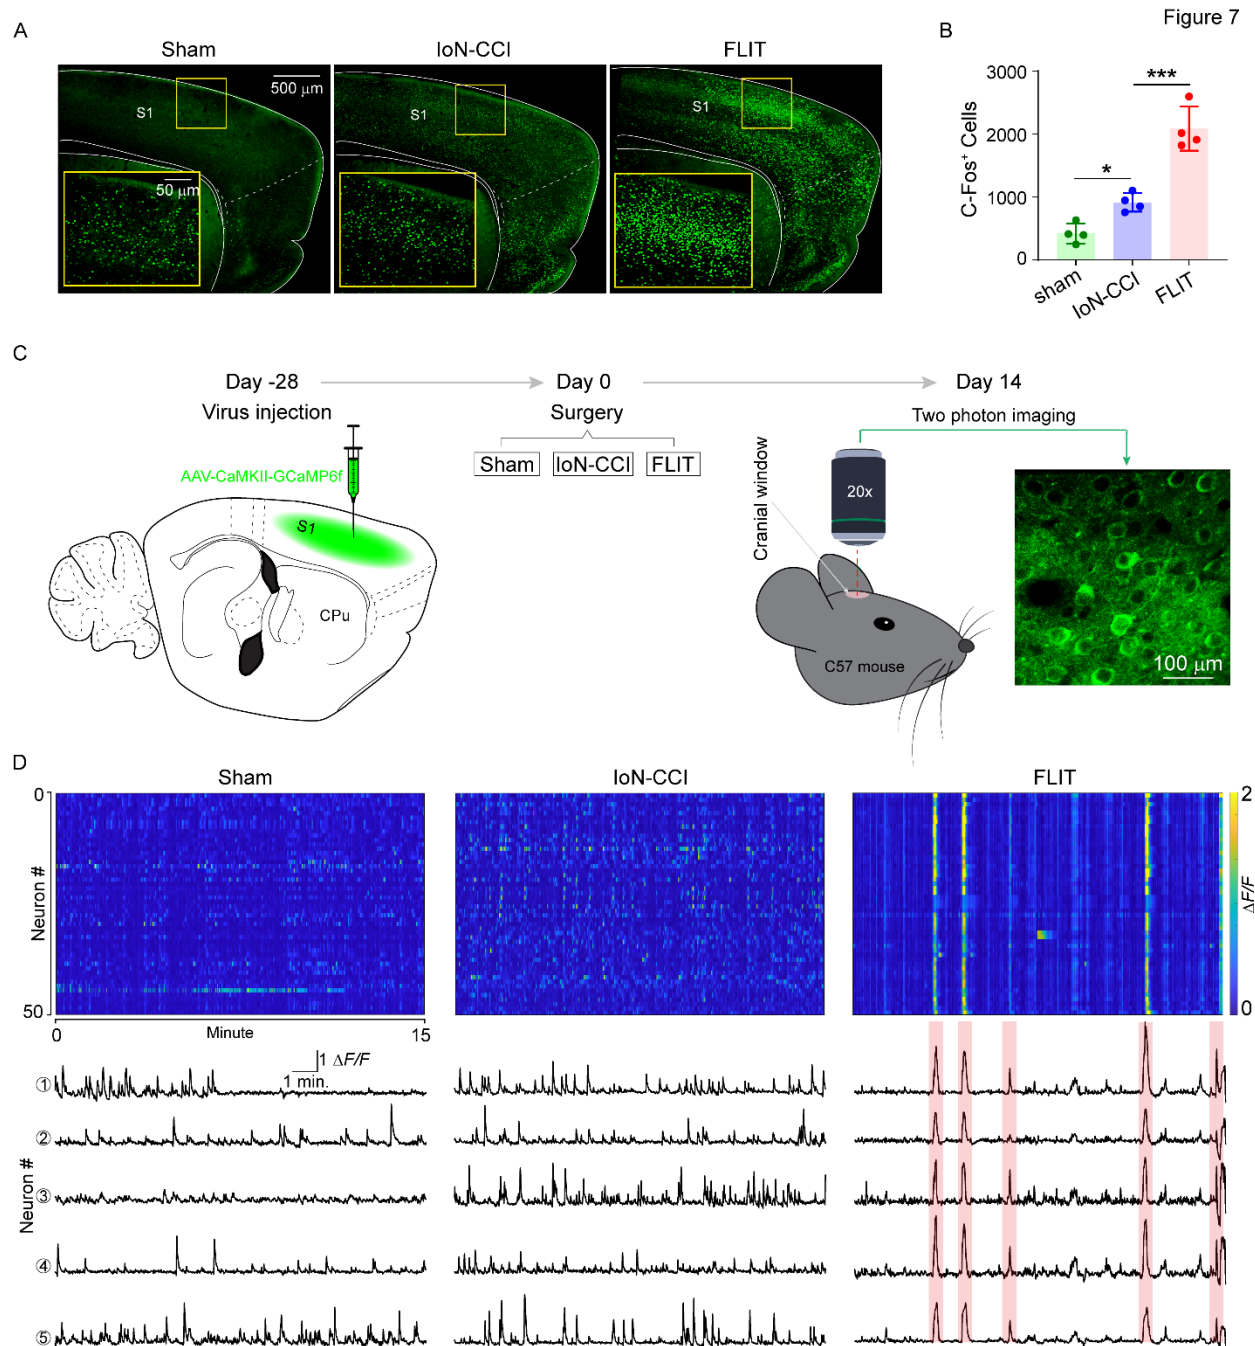 Figure 7
A
Sham
IoN-CCI
FLIT
S1
500 μm
50 μm
S1
S1
B
C-Fos⁺ Cells
3000
2000
1000
0
*
***
sham
IoN-CCI
FLIT
C
Day -28
Day 0
Day 14
Virus injection
Surgery
Two photon imaging
Sham
IoN-CCI
FLIT
AAV-CaMKII-GCaMP6f
S1
CPu
Cranial window
20x
C57 mouse
100 μm
D
Sham
IoN-CCI
FLIT
0
Neuron #
50
0
Minute
15
2
ΔF/F
0
1 ΔF/F
1 min.
Neuron #
①
②
③
④
⑤